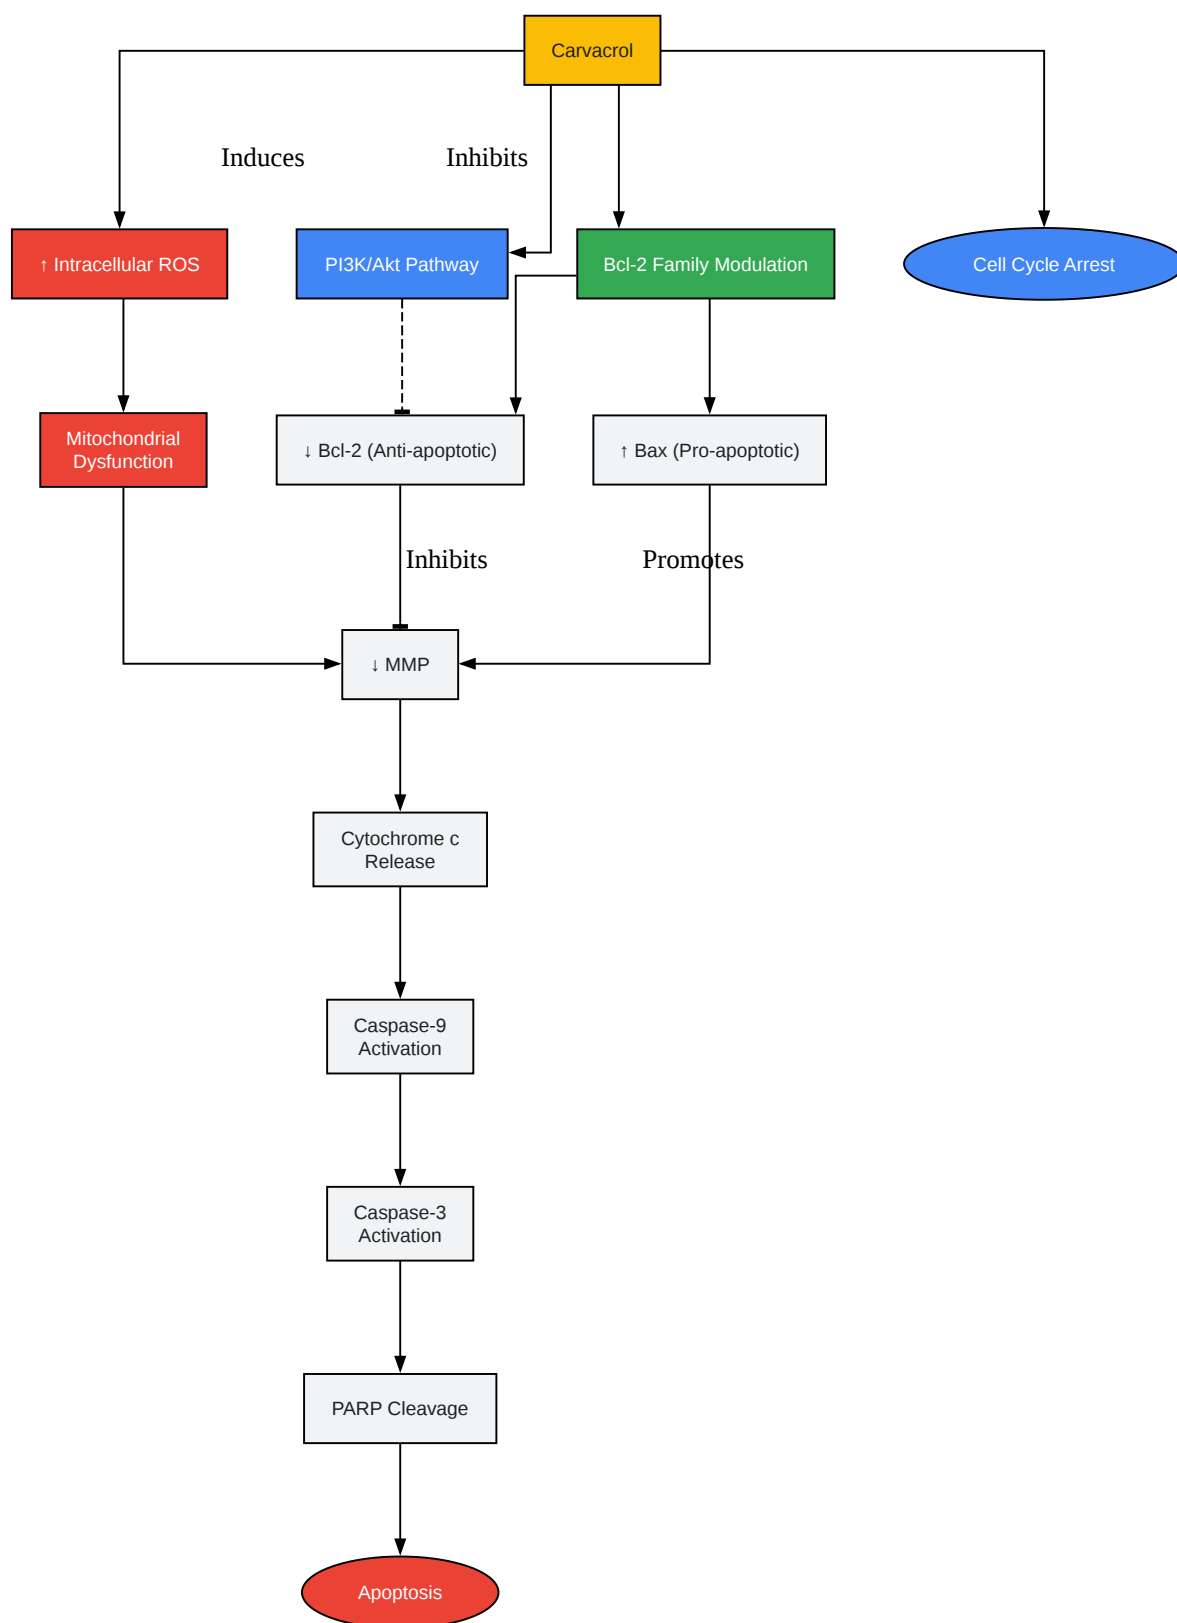 Carvacrol
Induces
Inhibits
↑ Intracellular ROS
PI3K/Akt Pathway
Bcl-2 Family Modulation
Cell Cycle Arrest
Mitochondrial
Dysfunction
↓ Bcl-2 (Anti-apoptotic)
↑ Bax (Pro-apoptotic)
Inhibits
Promotes
↓ MMP
Cytochrome c
Release
Caspase-9
Activation
Caspase-3
Activation
PARP Cleavage
Apoptosis